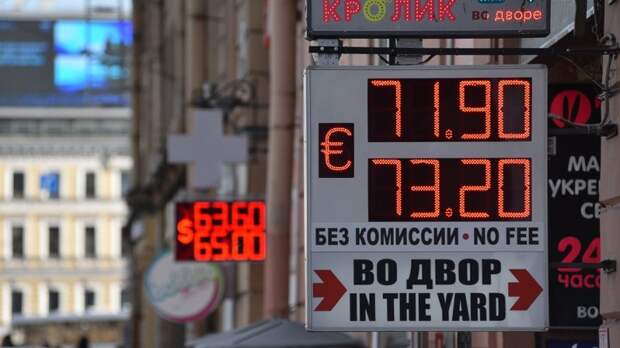 КРОЛИК во дворе
€
71.90
73.20
БЕЗ КОМИССИИ • NO FEE
ВО ДВОР
IN THE YARD
$
63.60
65.00
24
часа